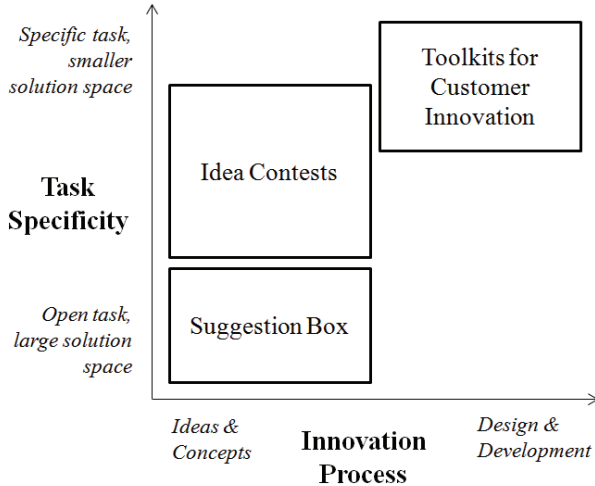 Specific task,
smaller
solution space
Toolkits for
Customer
Innovation
Idea Contests
Task
Specificity
Suggestion Box
Open task,
large solution
space
Ideas &
Concepts
Innovation
Process
Design &
Development